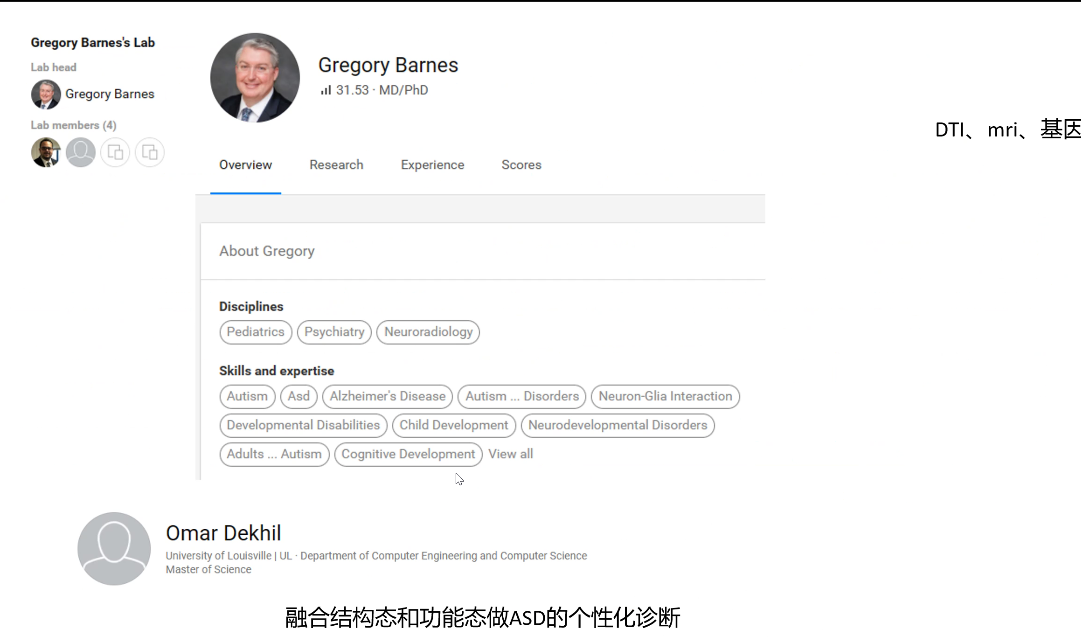 Gregory Barnes's Lab
Lab head
Gregory Barnes
Lab members (4)
Gregory Barnes
31.53 · MD/PhD
Overview Research Experience Scores
About Gregory
Disciplines
Pediatrics Psychiatry Neuroradiology
Skills and expertise
Autism Asd Alzheimer's Disease Autism ... Disorders Neuron-Glia Interaction
Developmental Disabilities Child Development Neurodevelopmental Disorders
Adults ... Autism Cognitive Development View all
DTI、mri、基因
Omar Dekhil
University of Louisville | UL · Department of Computer Engineering and Computer Science
Master of Science
融合结构态和功能态做ASD的个性化诊断